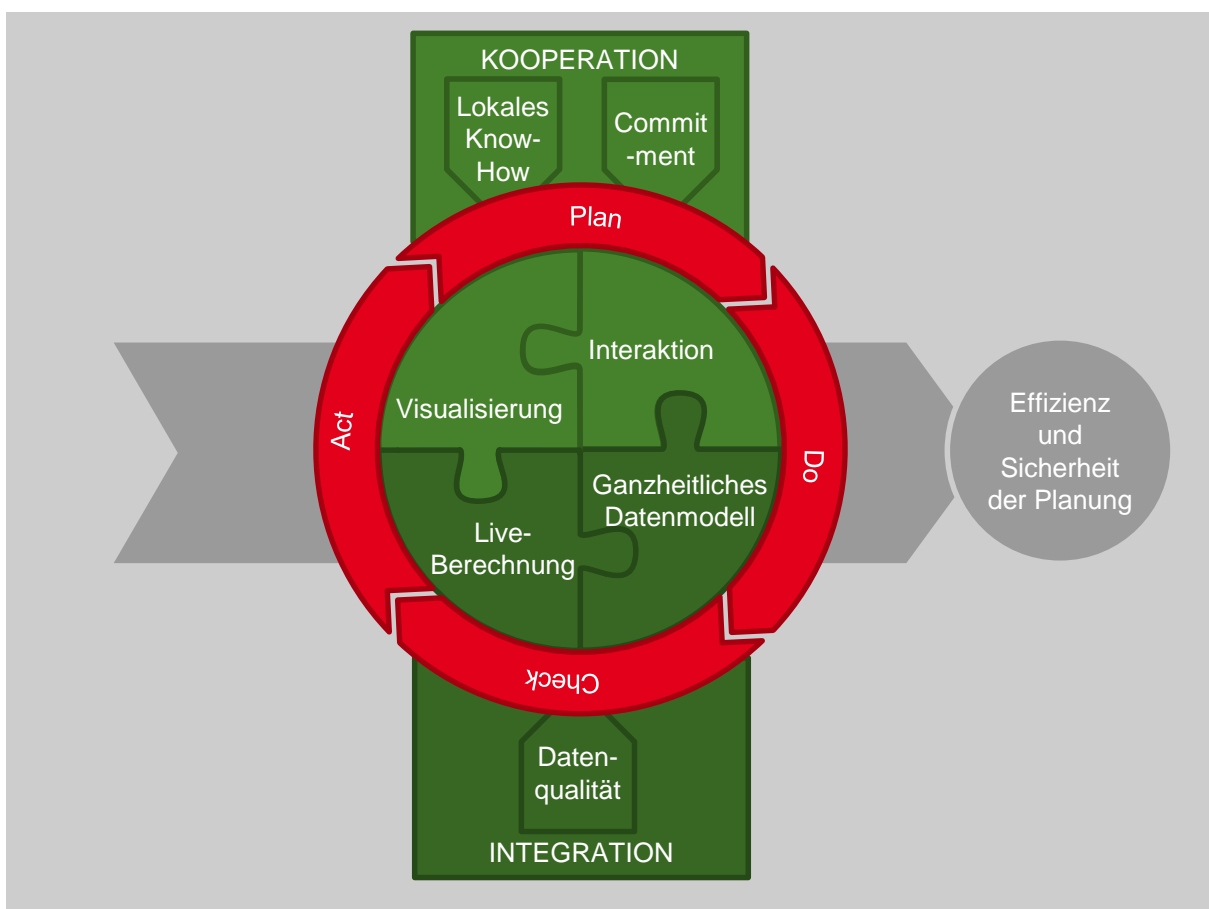 KOOPERATION
Lokales
Know-
How
Commit
-ment
Plan
Interaktion
Visualisierung
Act
Do
Ganzheitliches
Datenmodell
Live-
Berechnung
Check
Daten-
qualität
INTEGRATION
Effizienz
und
Sicherheit
der Planung